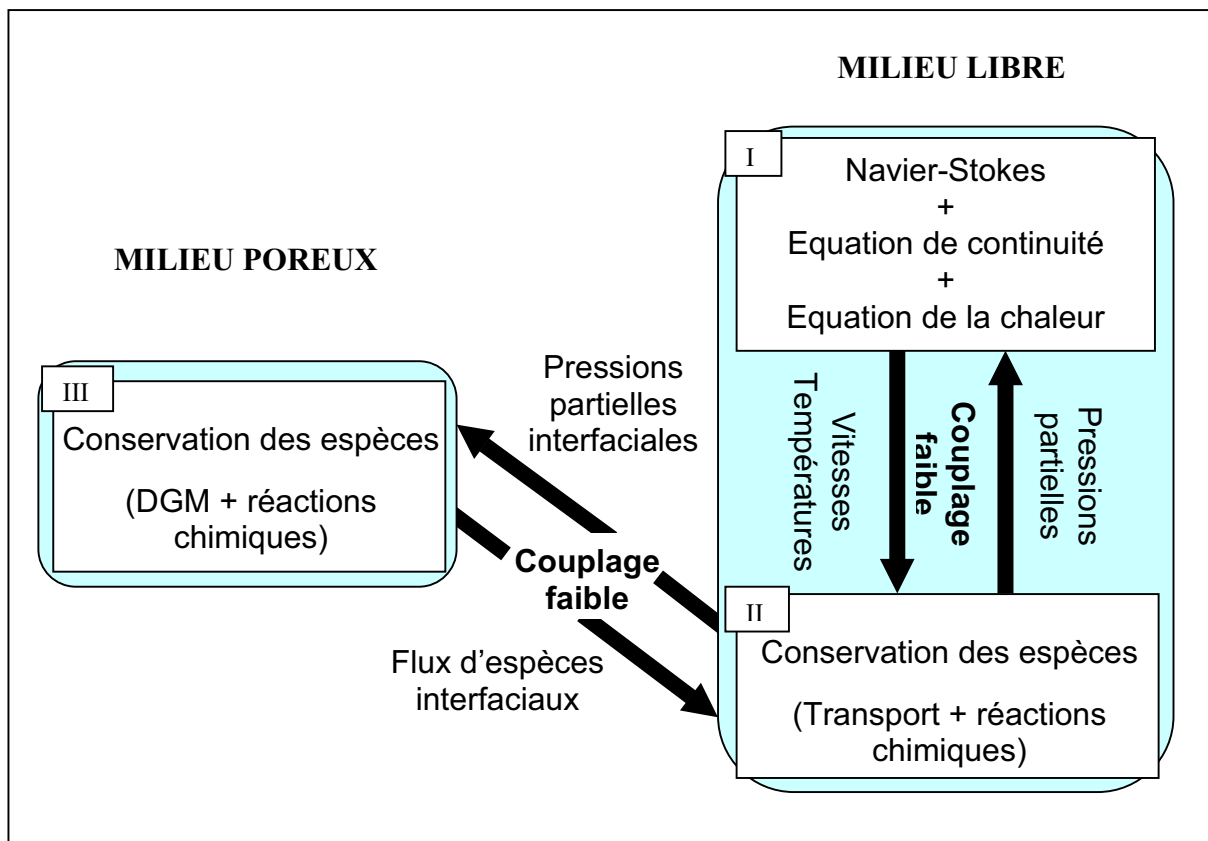 MILIEU LIBRE
I
Navier-Stokes
+
Equation de continuité
+
Equation de la chaleur
MILIEU POREUX
III
Conservation des espèces
(DGM + réactions
chimiques)
Pressions
partielles
interfaciales
Couplage
faible
Flux d’espèces
interfaciaux
Vitesses
Températures
Couplage
faible
Pressions
partielles
II
Conservation des espèces
(Transport + réactions
chimiques)